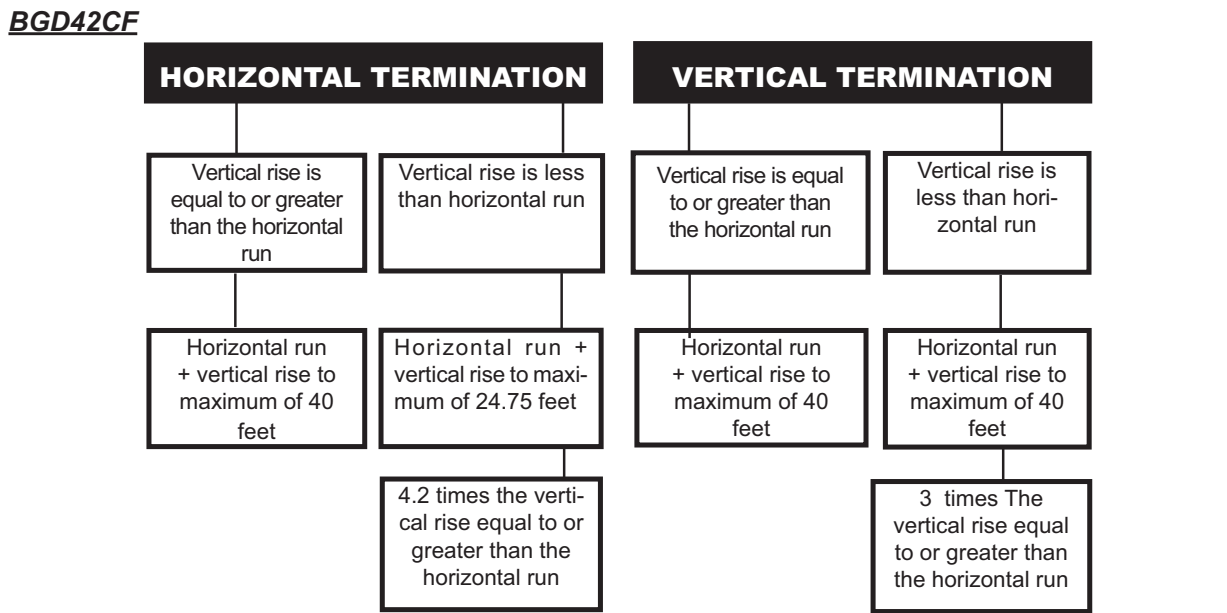 BGD42CF
HORIZONTAL TERMINATION
Vertical rise is
equal to or greater
than the horizontal
run
Horizontal run
+ vertical rise to
maximum of 40
feet
Vertical rise is less
than horizontal run
Horizontal run +
vertical rise to maxi-
mum of 24.75 feet
4.2 times the verti-
cal rise equal to or
greater than the
horizontal run
VERTICAL TERMINATION
Vertical rise is equal
to or greater than
the horizontal run
Horizontal run
+ vertical rise to
maximum of 40
feet
Vertical rise is
less than hori-
zontal run
Horizontal run
+ vertical rise to
maximum of 40
feet
3 times The
vertical rise equal
to or greater than
the horizontal run